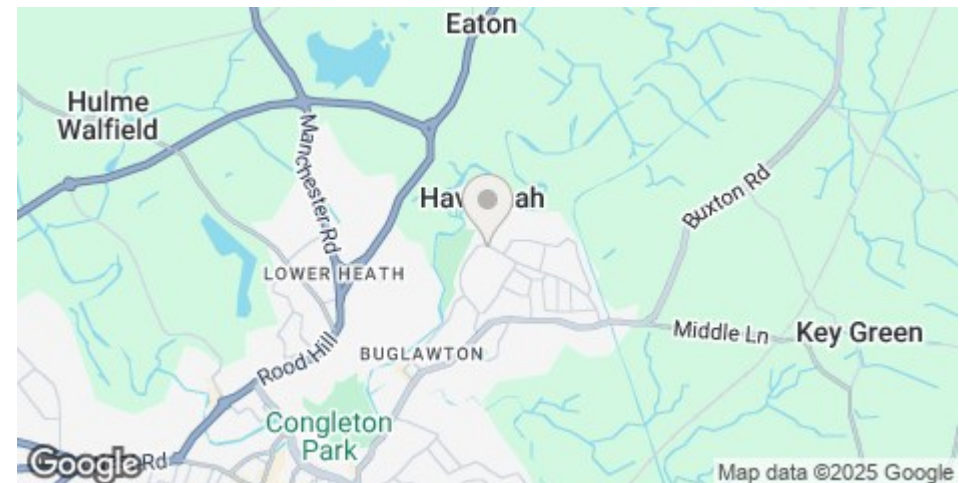 Eaton
Hulme
Walfield
Manchester Rd
Buxton Rd
LOWER HEATH
Middle Ln
Key Green
BUGLAWTON
Rood Hill
Congleton
Park
Rd
Google
Map data ©2025 Google